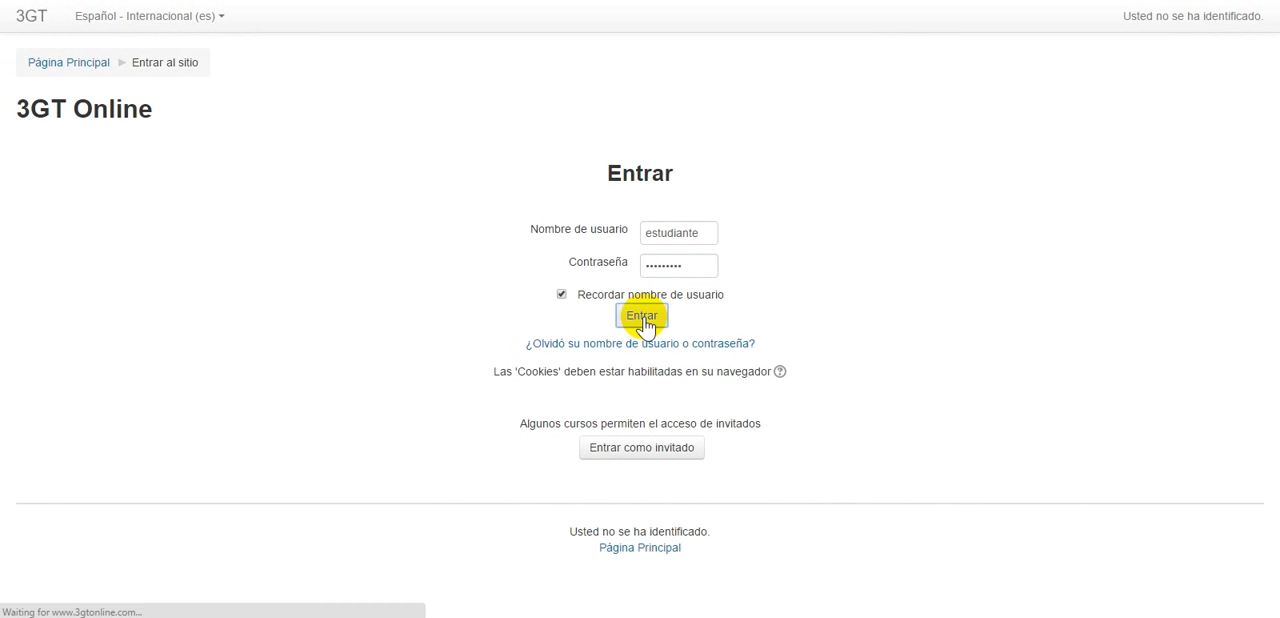 3GT Español - Internacional (es) Usted no se ha identificado.
Página Principal Entrar al sitio
3GT Online
Entrar
Nombre de usuario estudiante
Contraseña •••••••••
Recordar nombre de usuario
Entrar
¿Olvidó su nombre de usuario o contraseña?
Las 'Cookies' deben estar habilitadas en su navegador ?
Algunos cursos permiten el acceso de invitados
Entrar como invitado
Usted no se ha identificado.
Página Principal
Waiting for www.3gtonline.com...